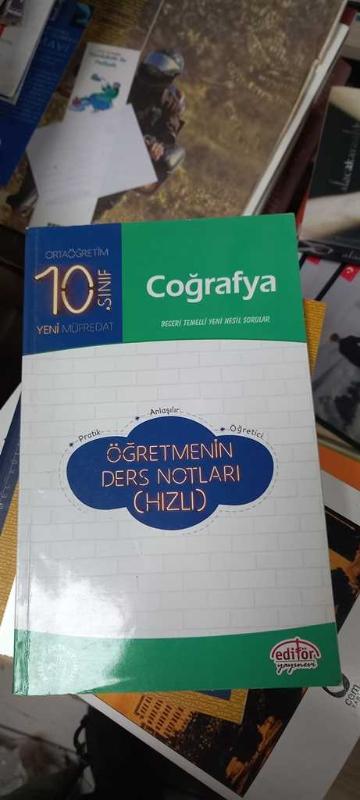 ORTAÖĞRETİM
10. SINIF
YENİ MÜFREDAT
Coğrafya
BECERİ TEMELLİ YENİ NESİL SORULAR
Pratik
Anlaşılır
Öğretici
ÖĞRETMENİN
DERS NOTLARI
(HIZLI)
editör
yayınevi